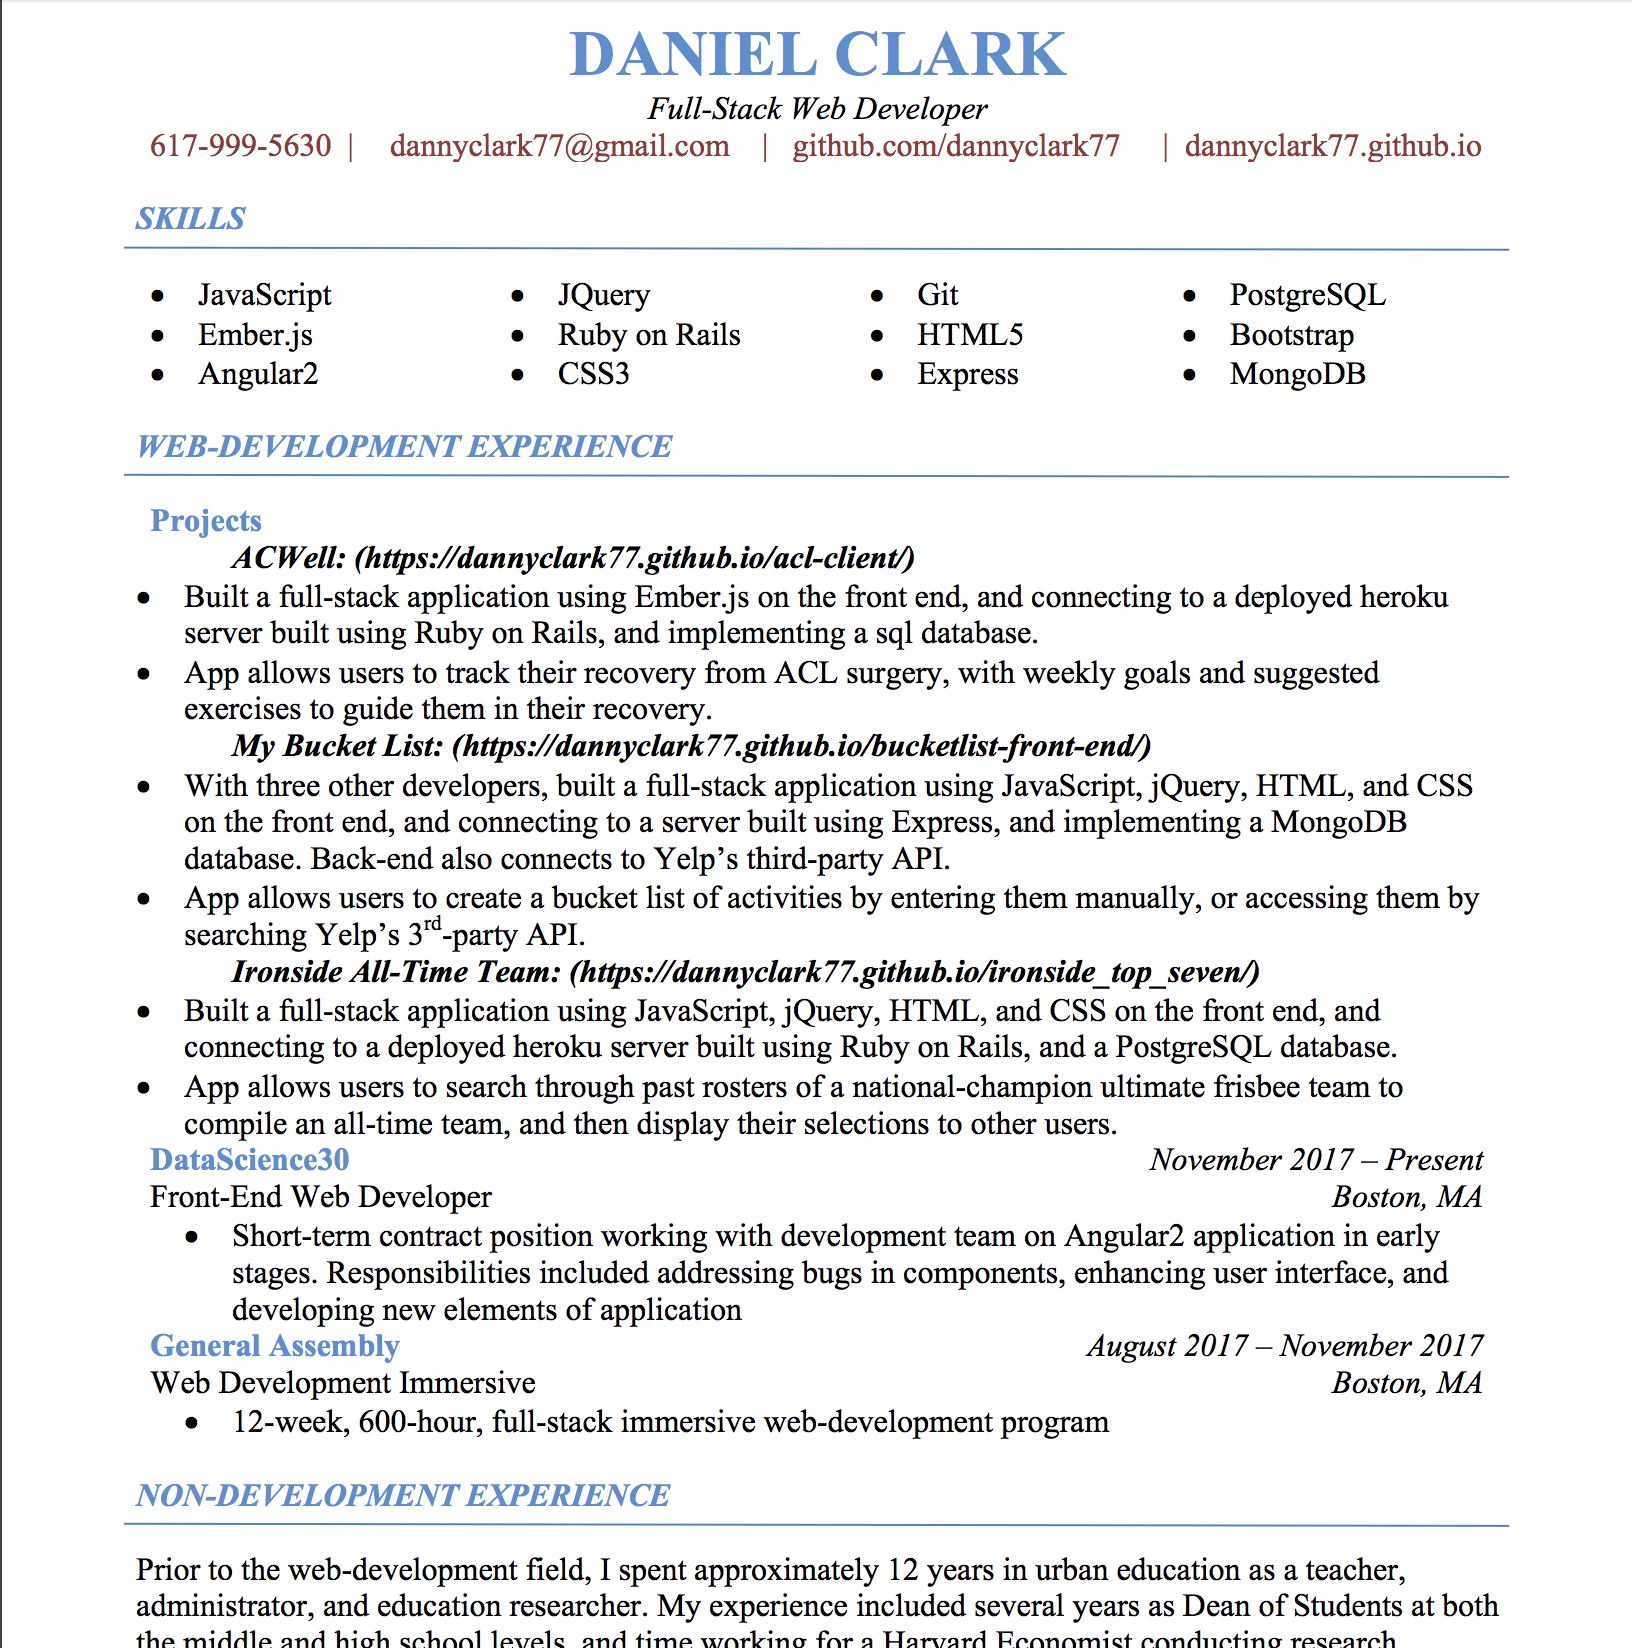 DANIEL CLARK
Full-Stack Web Developer
617-999-5630 | dannyclark77@gmail.com | github.com/dannyclark77 | dannyclark77.github.io
SKILLS
• JavaScript • JQuery • Git • PostgreSQL
• Ember.js • Ruby on Rails • HTML5 • Bootstrap
• Angular2 • CSS3 • Express • MongoDB
WEB-DEVELOPMENT EXPERIENCE
Projects
ACWell: (https://dannyclark77.github.io/acl-client/)
• Built a full-stack application using Ember.js on the front end, and connecting to a deployed heroku
server built using Ruby on Rails, and implementing a sql database.
• App allows users to track their recovery from ACL surgery, with weekly goals and suggested
exercises to guide them in their recovery.
My Bucket List: (https://dannyclark77.github.io/bucketlist-front-end/)
• With three other developers, built a full-stack application using JavaScript, jQuery, HTML, and CSS
on the front end, and connecting to a server built using Express, and implementing a MongoDB
database. Back-end also connects to Yelp’s third-party API.
• App allows users to create a bucket list of activities by entering them manually, or accessing them by
searching Yelp’s 3rd-party API.
Ironside All-Time Team: (https://dannyclark77.github.io/ironside_top_seven/)
• Built a full-stack application using JavaScript, jQuery, HTML, and CSS on the front end, and
connecting to a deployed heroku server built using Ruby on Rails, and a PostgreSQL database.
• App allows users to search through past rosters of a national-champion ultimate frisbee team to
compile an all-time team, and then display their selections to other users.
DataScience30 November 2017 – Present
Front-End Web Developer Boston, MA
• Short-term contract position working with development team on Angular2 application in early
stages. Responsibilities included addressing bugs in components, enhancing user interface, and
developing new elements of application
General Assembly August 2017 – November 2017
Web Development Immersive Boston, MA
• 12-week, 600-hour, full-stack immersive web-development program
NON-DEVELOPMENT EXPERIENCE
Prior to the web-development field, I spent approximately 12 years in urban education as a teacher,
administrator, and education researcher. My experience included several years as Dean of Students at both
the middle and high school levels, and time working for a Harvard Economist conducting research